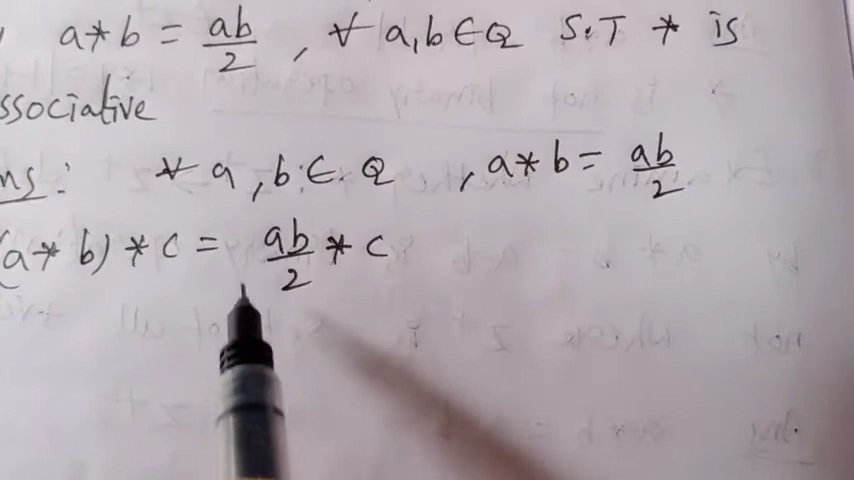 a * b = ab/2 , ∀ a,b ∈ Q S.T * is
ssociative
ns: ∀ a , b ∈ Q , a * b = ab/2
(a * b) * c = ab/2 * c